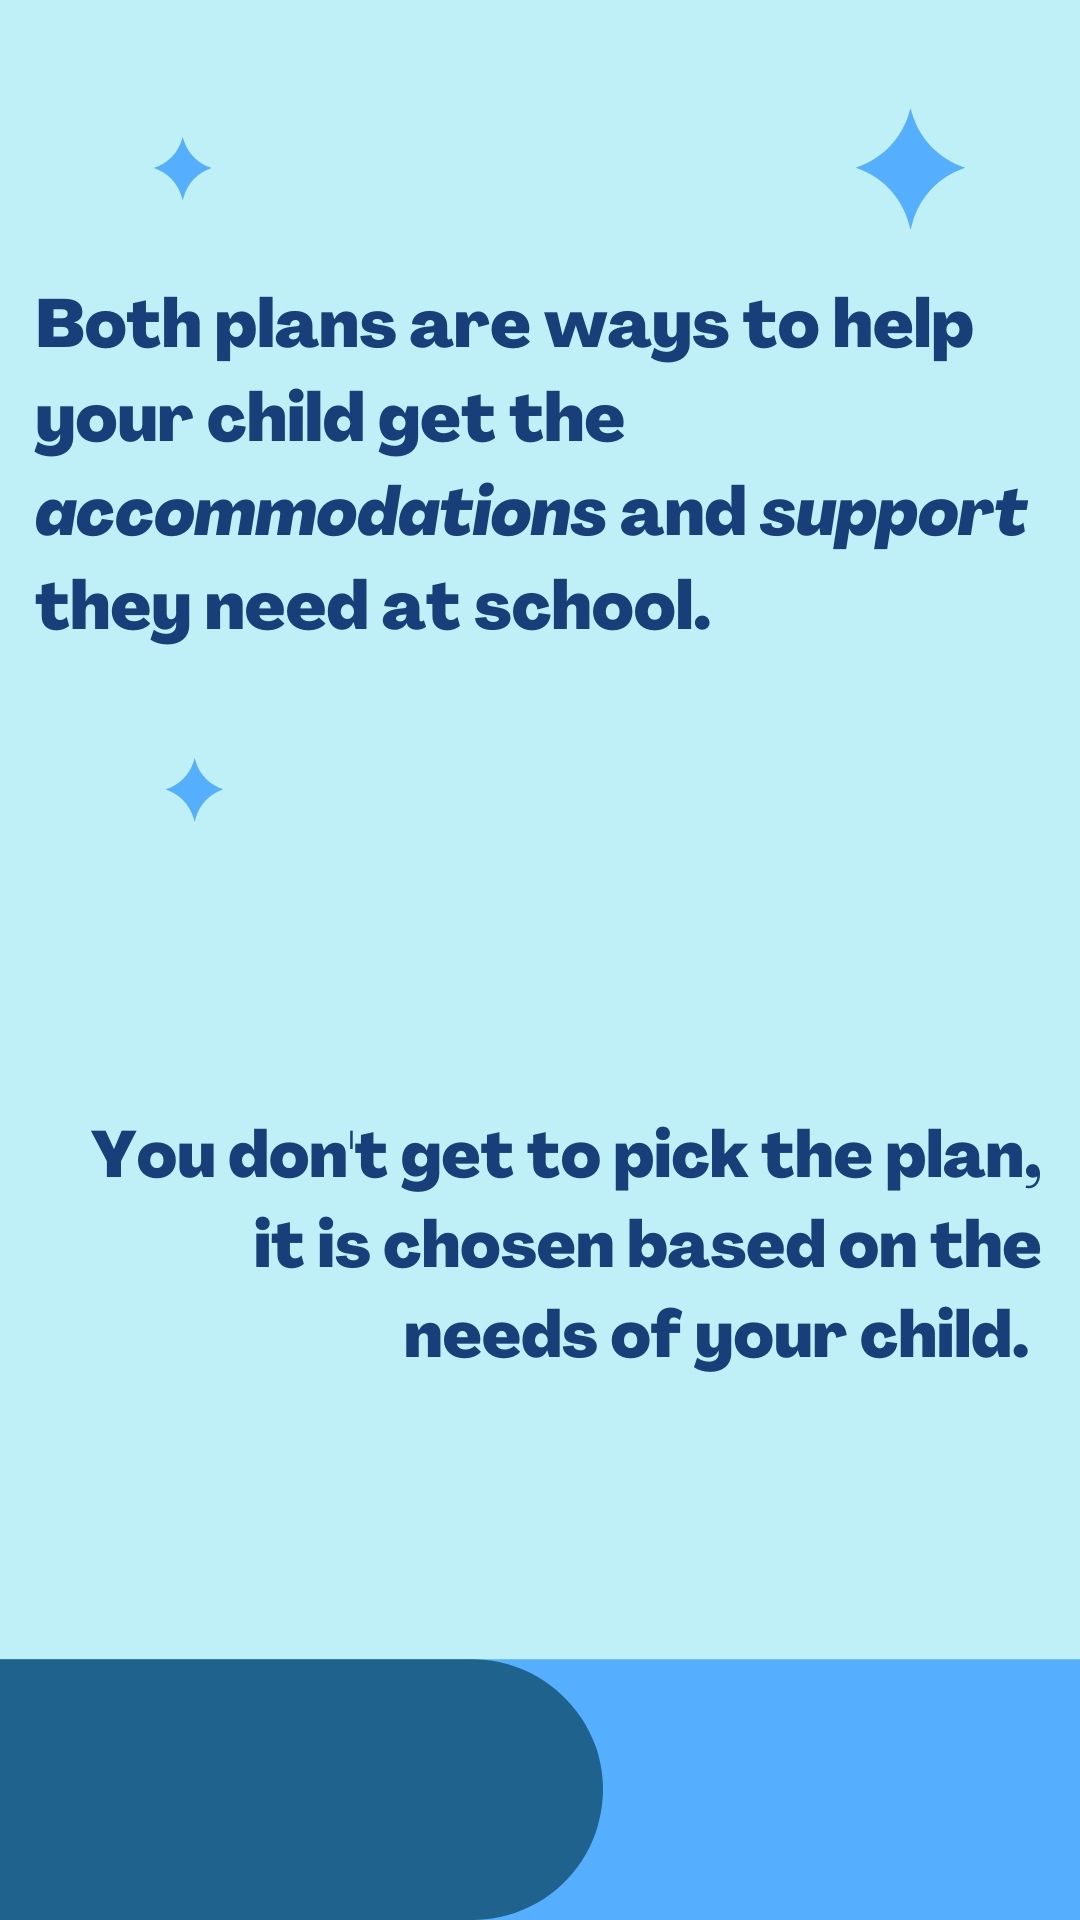 Both plans are ways to help
your child get the
accommodations and support
they need at school.
You don't get to pick the plan,
it is chosen based on the
needs of your child.